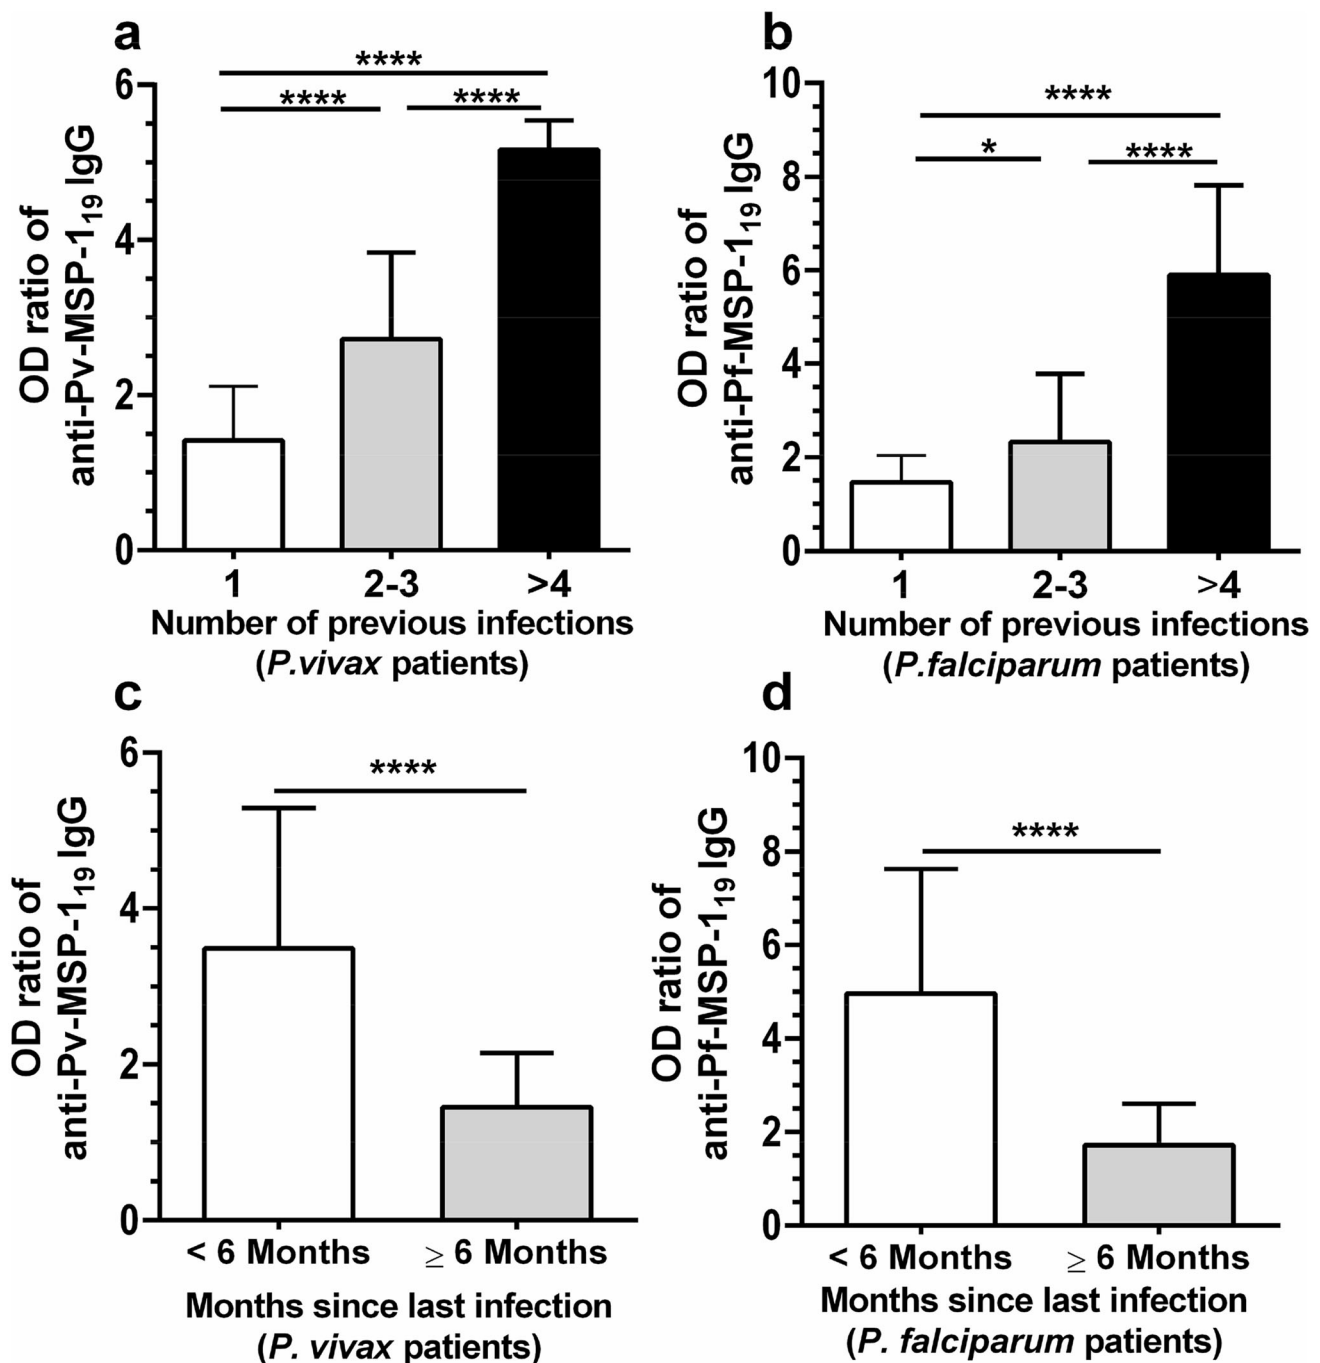 a
****
****
****
6
4
2
0
OD ratio of
anti-Pv-MSP-1₁₉ IgG
1
2-3
>4
Number of previous infections
(P.vivax patients)
b
****
*
****
10
8
6
4
2
0
OD ratio of
anti-Pf-MSP-1₁₉ IgG
1
2-3
>4
Number of previous infections
(P.falciparum patients)
c
****
6
4
2
0
OD ratio of
anti-Pv-MSP-1₁₉ IgG
< 6 Months
≥ 6 Months
Months since last infection
(P. vivax patients)
d
****
10
8
6
4
2
0
OD ratio of
anti-Pf-MSP-1₁₉ IgG
< 6 Months
≥ 6 Months
Months since last infection
(P. falciparum patients)